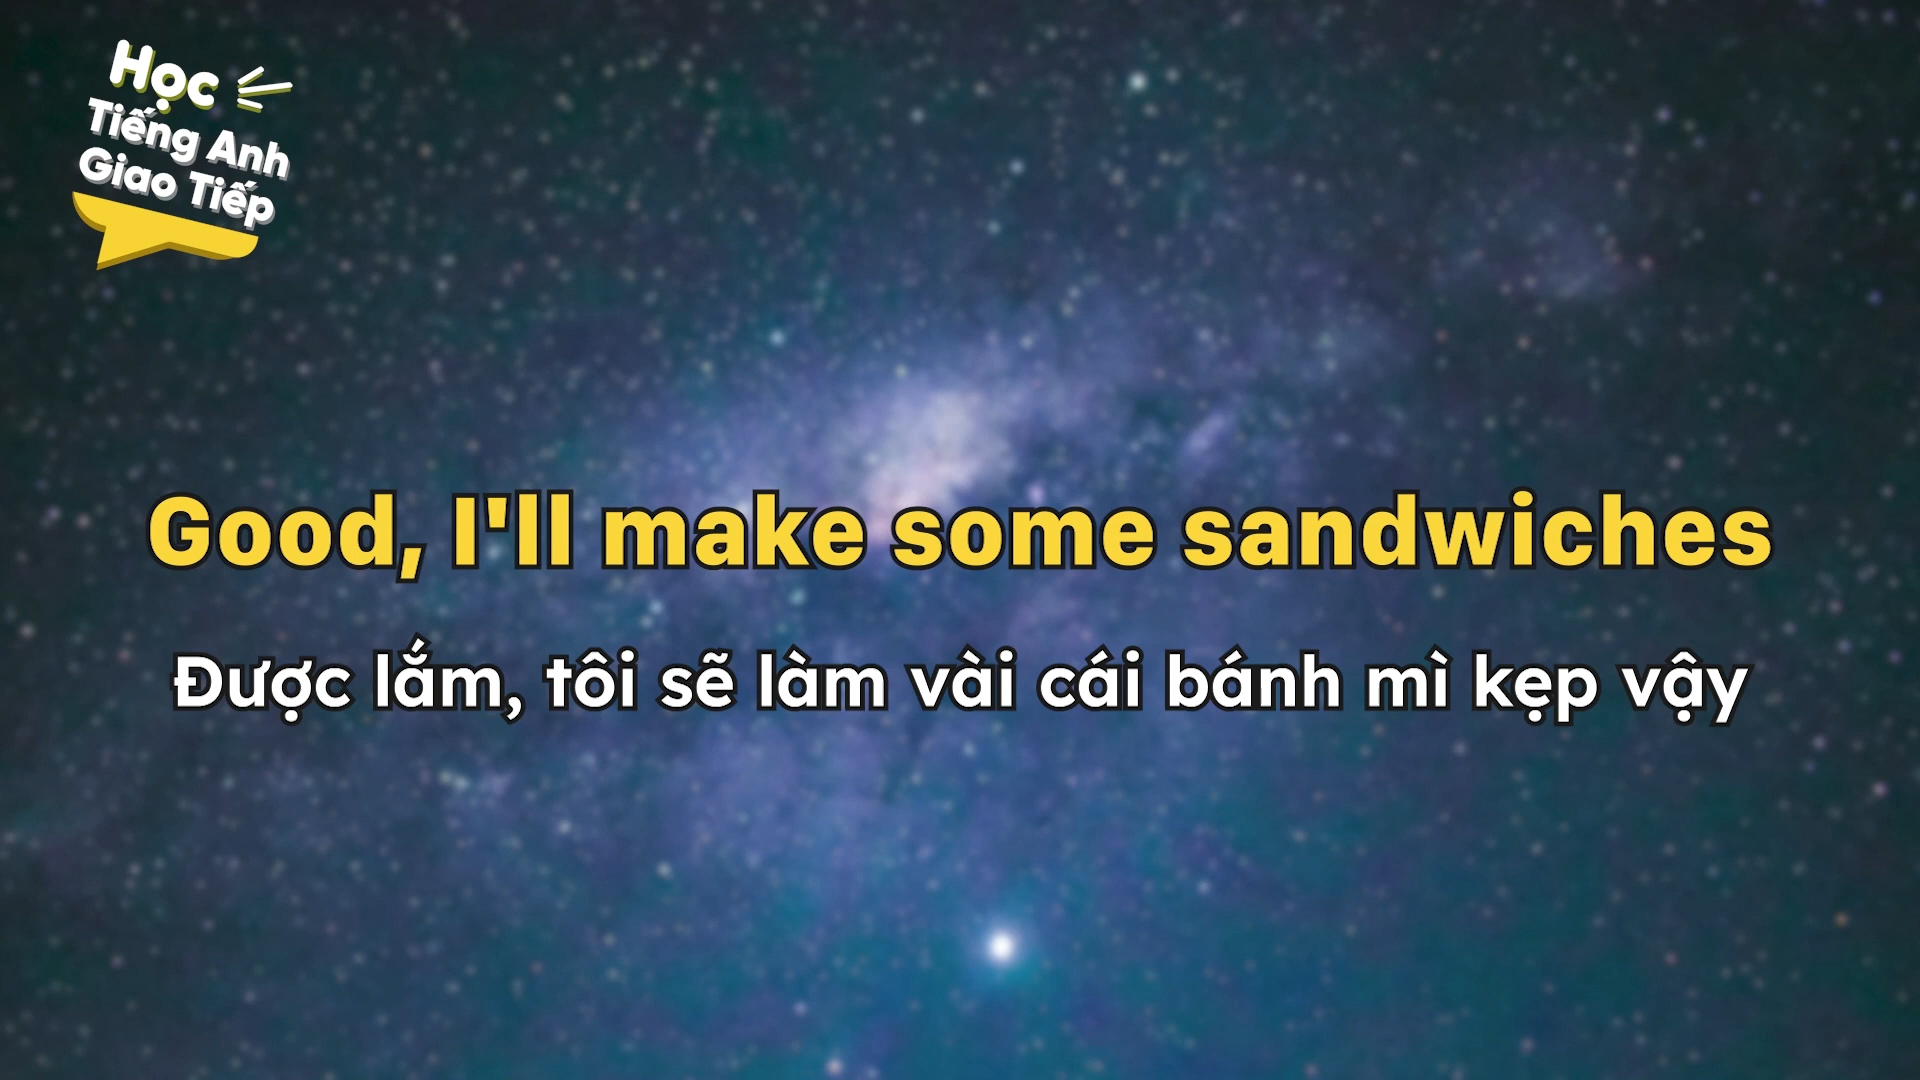 Học
Tiếng Anh
Giao Tiếp
Good, I'll make some sandwiches
Được lắm, tôi sẽ làm vài cái bánh mì kẹp vậy